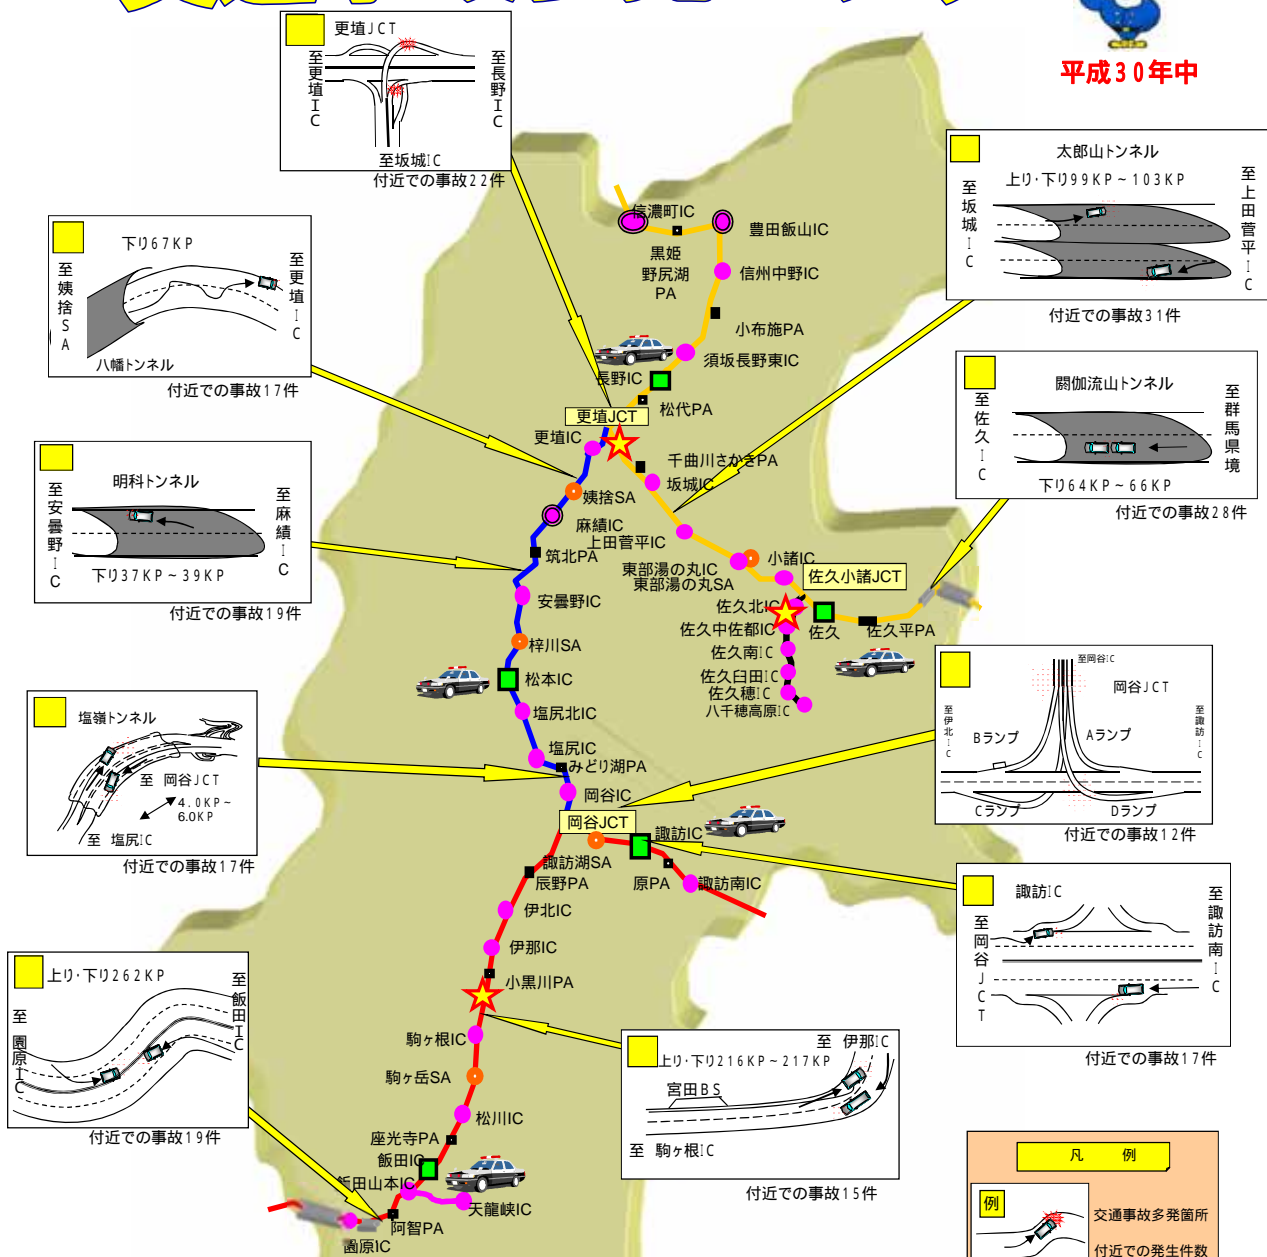 平成30年中
更埴JCT
至更埴IC
至長野IC
至坂城IC
付近での事故22件
太郎山トンネル
上り・下り99KP～103KP
至坂城IC
至上田菅平IC
付近での事故31件
下り67KP
至姨捨SA
至更埴IC
八幡トンネル
付近での事故17件
閼伽流山トンネル
至佐久IC
至群馬県境
下り64KP～66KP
付近での事故28件
明科トンネル
至安曇野IC
至麻績IC
下り37KP～39KP
付近での事故19件
塩嶺トンネル
至 岡谷JCT
4.0KP～
6.0KP
至 塩尻IC
付近での事故17件
至岡谷IC
岡谷JCT
至伊北IC
至諏訪IC
Bランプ
Aランプ
Cランプ
Dランプ
付近での事故12件
諏訪IC
至岡谷JCT
至諏訪南IC
付近での事故17件
上り・下り262KP
至飯田IC
至園原IC
付近での事故19件
至 伊那IC
上り・下り216KP～217KP
宮田BS
至 駒ヶ根IC
付近での事故15件
信濃町IC
豊田飯山IC
黒姫
野尻湖
PA
信州中野IC
小布施PA
須坂長野東IC
長野IC
松代PA
更埴JCT
更埴IC
千曲川さかきPA
坂城IC
姨捨SA
麻績IC
上田菅平IC
筑北PA
東部湯の丸IC
東部湯の丸SA
小諸IC
佐久小諸JCT
安曇野IC
佐久北IC
佐久中佐都IC
佐久
佐久平PA
梓川SA
佐久南IC
松本IC
佐久臼田IC
佐久穂IC
八千穂高原IC
塩尻北IC
塩尻IC
みどり湖PA
岡谷IC
岡谷JCT
諏訪IC
諏訪湖SA
辰野PA
原PA
諏訪南IC
伊北IC
伊那IC
小黒川PA
駒ヶ根IC
駒ヶ岳SA
松川IC
座光寺PA
飯田IC
飯田山本IC
天龍峡IC
阿智PA
園原IC
凡　例
例
交通事故多発箇所
付近での発生件数